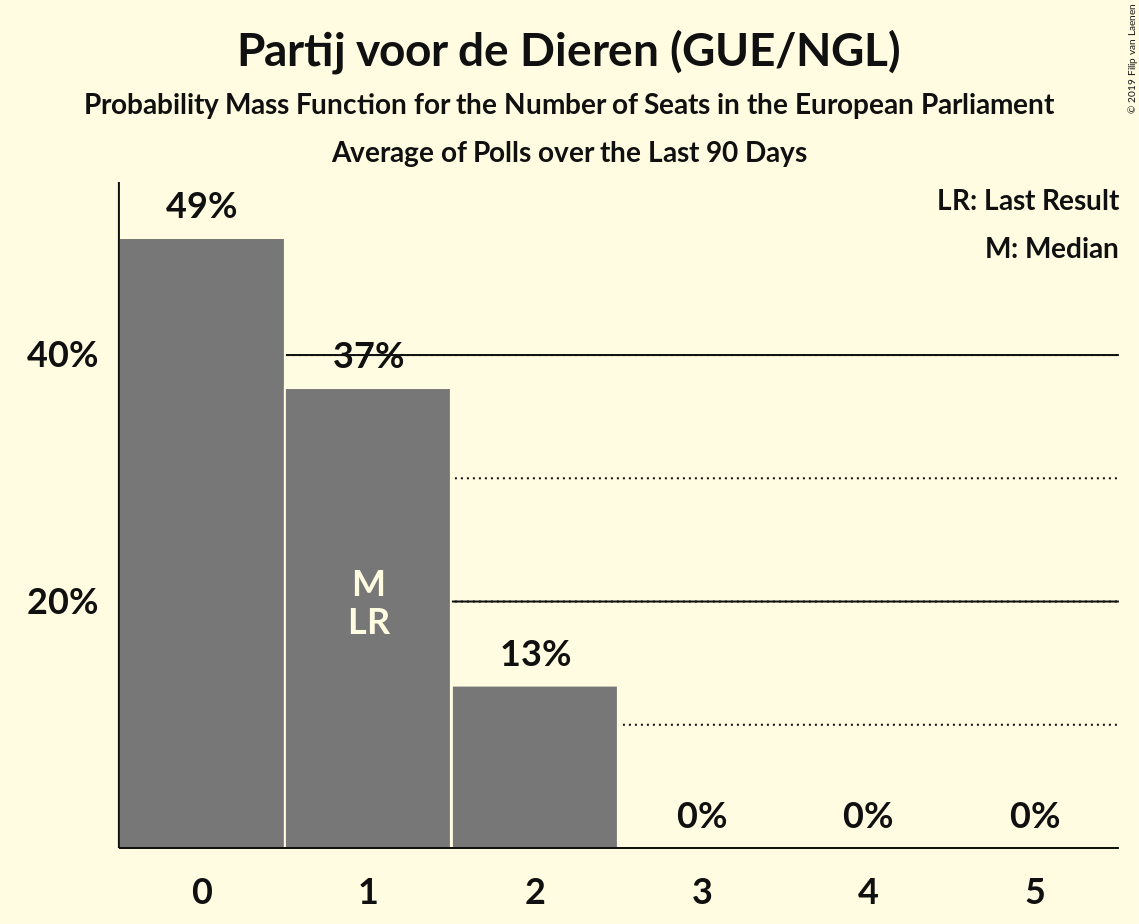 Partij voor de Dieren (GUE/NGL)
Probability Mass Function for the Number of Seats in the European Parliament
Average of Polls over the Last 90 Days
© 2019 Filip van Laenen
LR: Last Result
M: Median
49%
40%
37%
M
LR
20%
13%
0% 0% 0%
0 1 2 3 4 5